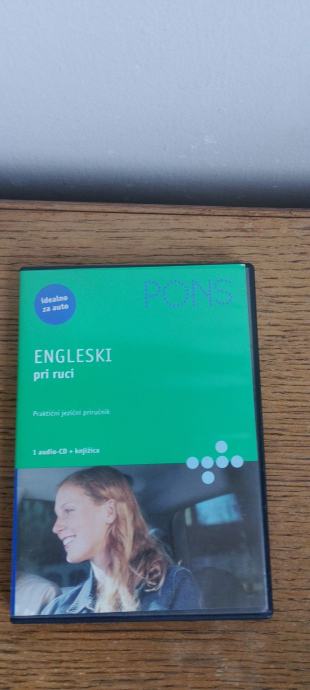 Idealno
za auto
PONS
ENGLESKI
pri ruci
Praktični jezični priručnik
1 audio-CD + knjižica